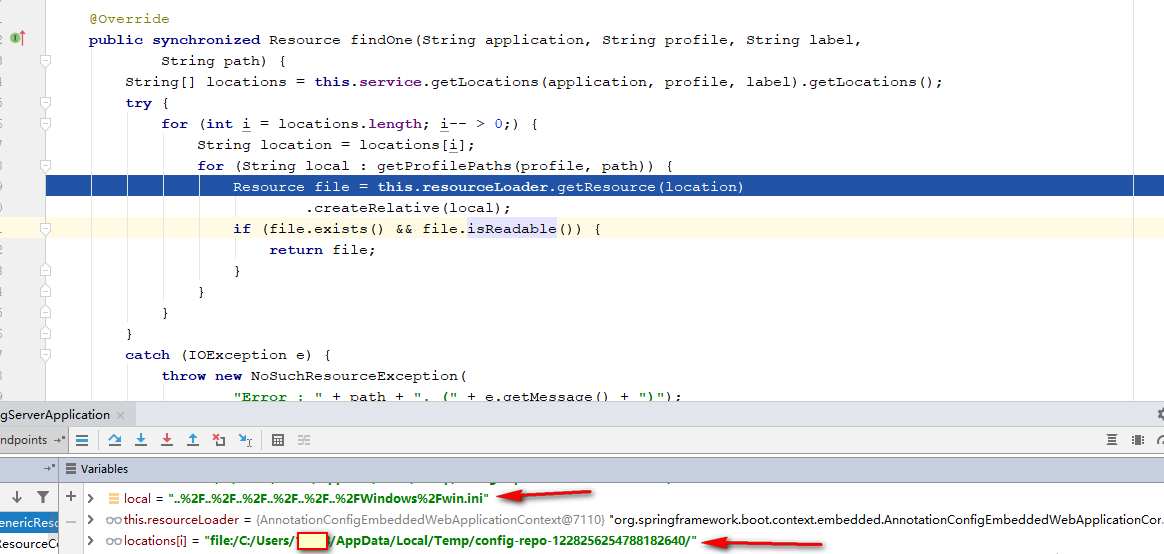 @Override
public synchronized Resource findOne(String application, String profile, String label,
String path) {
String[] locations = this.service.getLocations(application, profile, label).getLocations();
try {
for (int i = locations.length; i-- > 0;) {
String location = locations[i];
for (String local : getProfilePaths(profile, path)) {
Resource file = this.resourceLoader.getResource(location)
.createRelative(local);
if (file.exists() && file.isReadable()) {
return file;
}
}
}
}
catch (IOException e) {
throw new NoSuchResourceException(
"Error : " + path + ". (" + e.getMessage() + ")");
gServerApplication
ndpoints
Variables
local = "..%2F..%2F..%2F..%2F..%2F..%2FWindows%2Fwin.ini"
enericReso
this.resourceLoader = {AnnotationConfigEmbeddedWebApplicationContext@7110} "org.springframework.boot.context.embedded.AnnotationConfigEmbeddedWebApplicationCor
ResourceCo
locations[i] = "file:/C:/Users/ /AppData/Local/Temp/config-repo-1228256254788182640/"